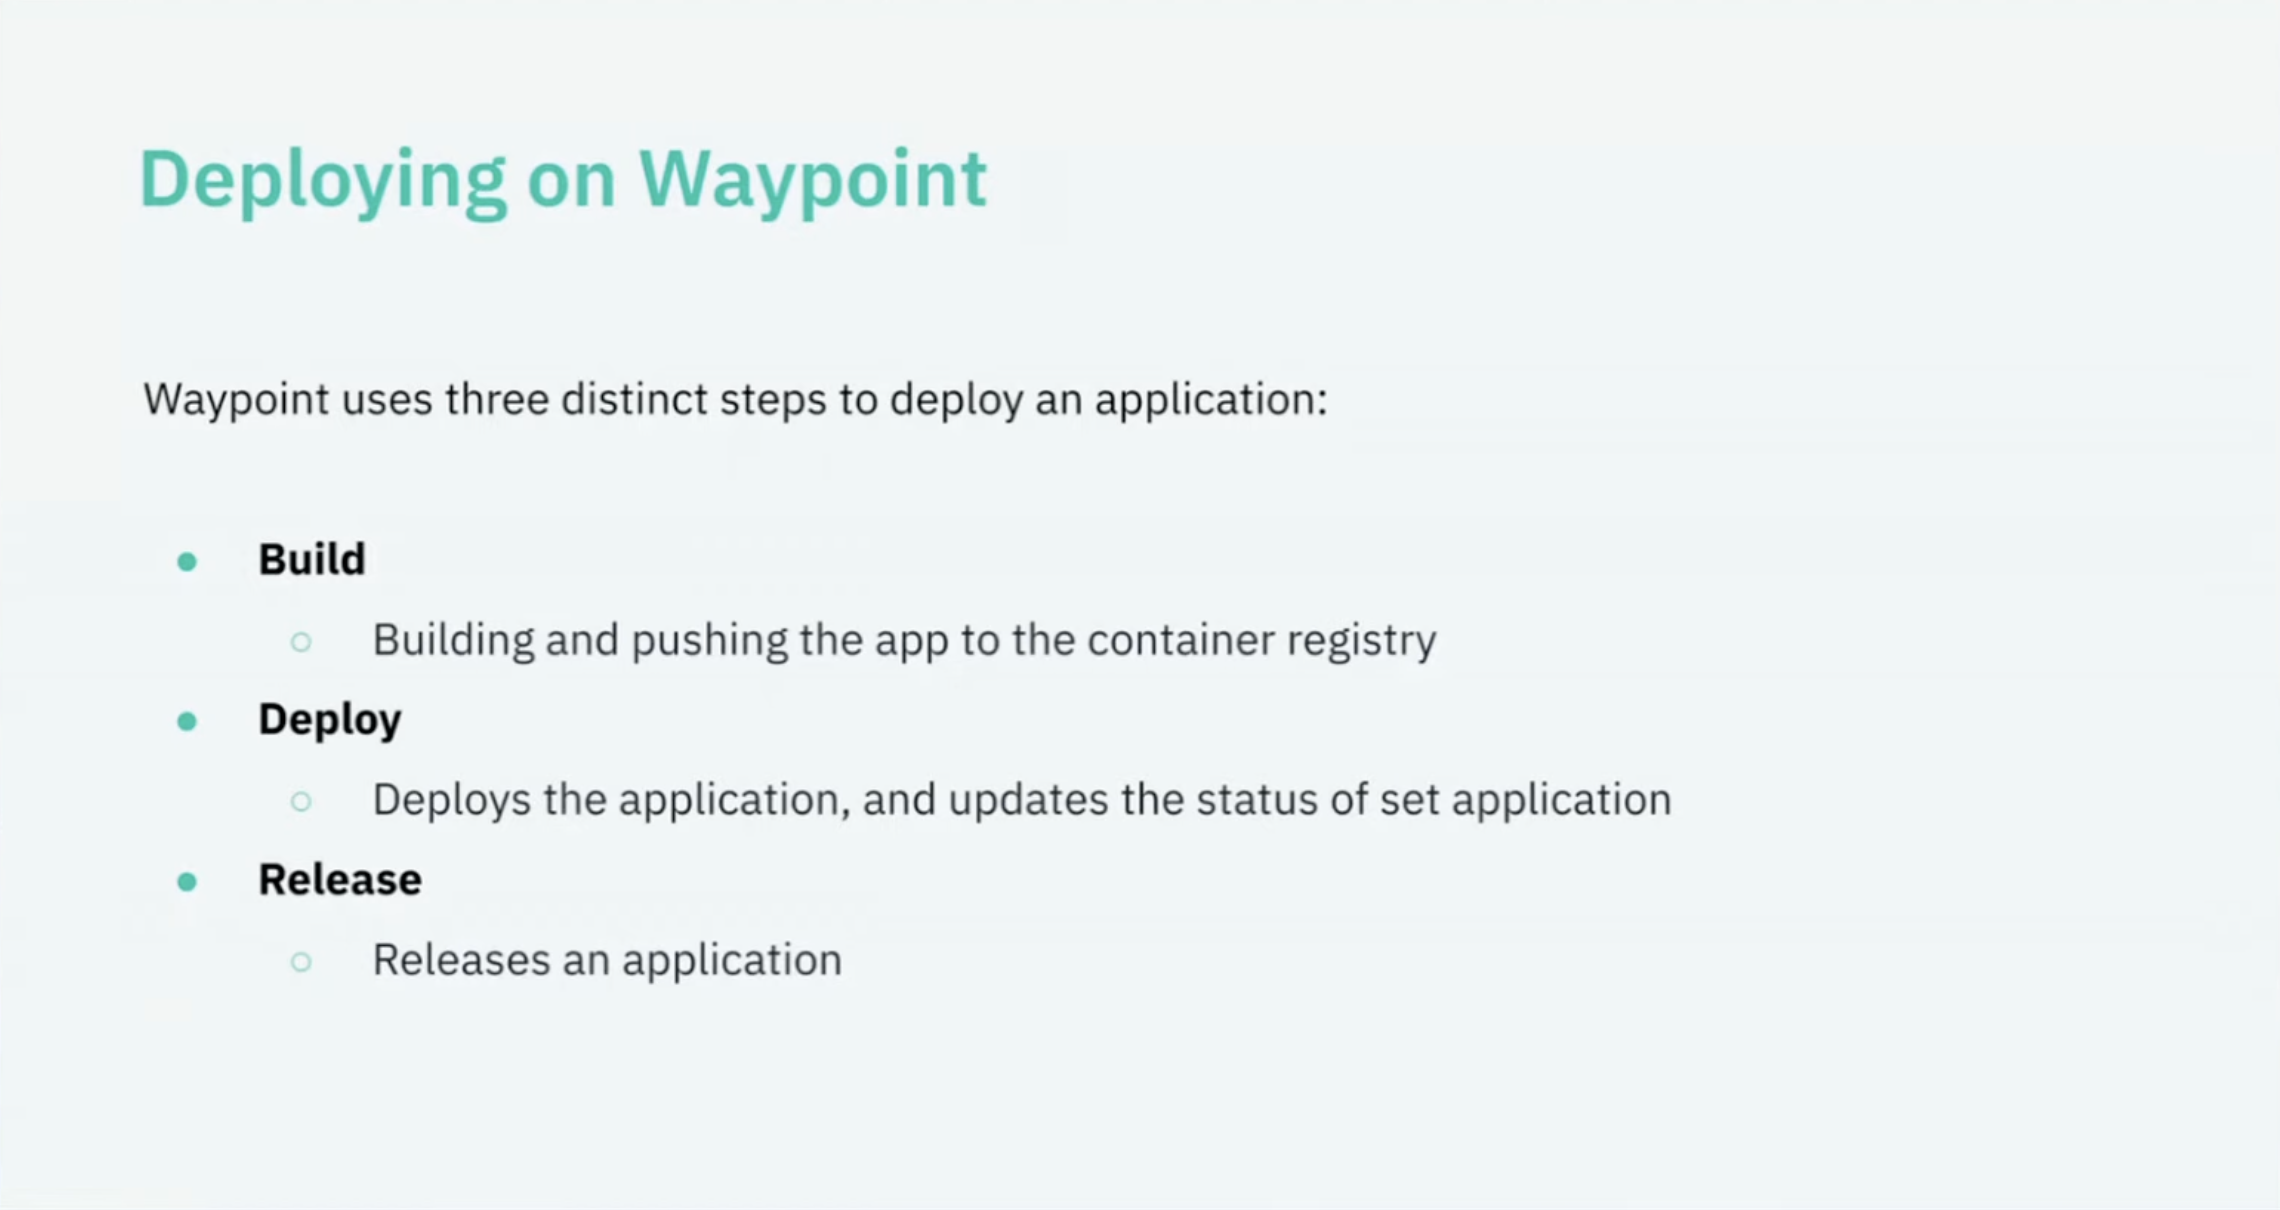 Deploying on Waypoint
Waypoint uses three distinct steps to deploy an application:
Build
Building and pushing the app to the container registry
Deploy
Deploys the application, and updates the status of set application
Release
Releases an application